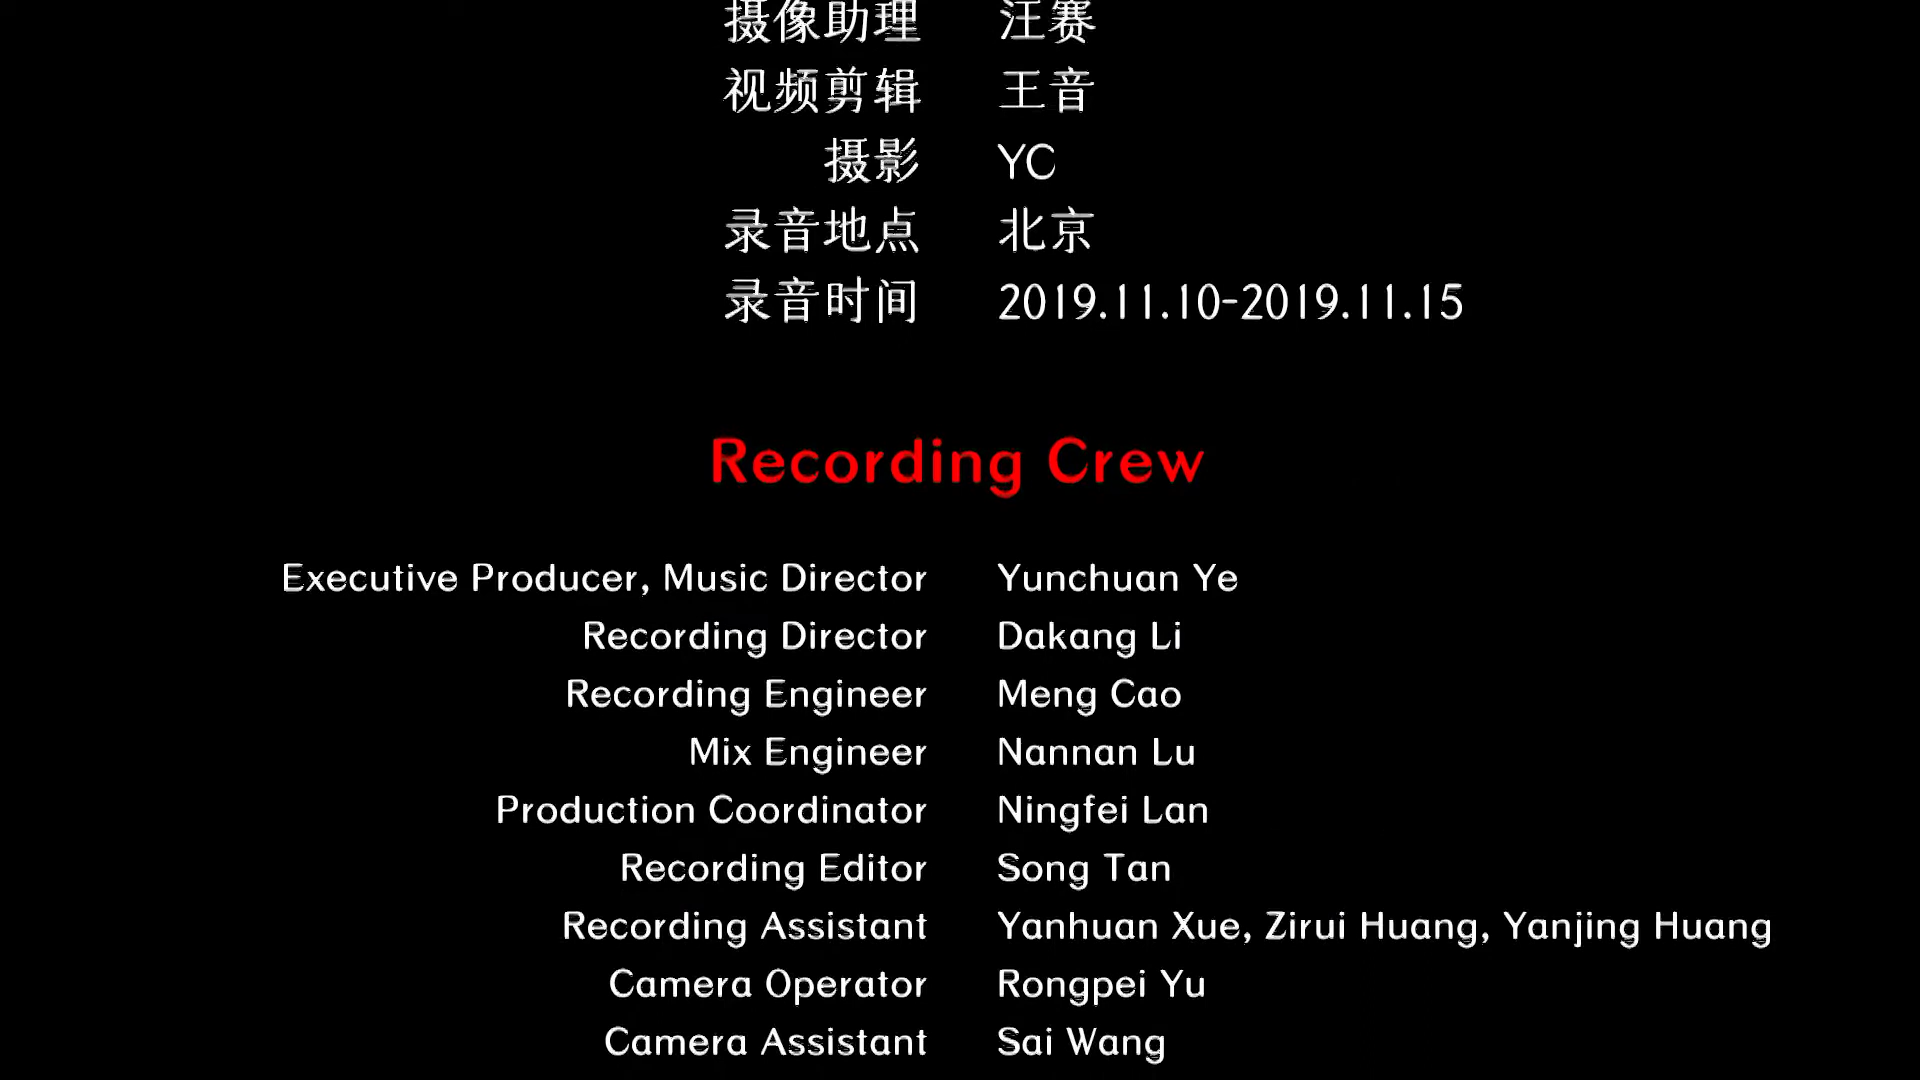 摄像助理 汪赛
视频剪辑 王音
摄影 YC
录音地点 北京
录音时间 2019.11.10-2019.11.15
Recording Crew
Executive Producer, Music Director Yunchuan Ye
Recording Director Dakang Li
Recording Engineer Meng Cao
Mix Engineer Nannan Lu
Production Coordinator Ningfei Lan
Recording Editor Song Tan
Recording Assistant Yanhuan Xue, Zirui Huang, Yanjing Huang
Camera Operator Rongpei Yu
Camera Assistant Sai Wang